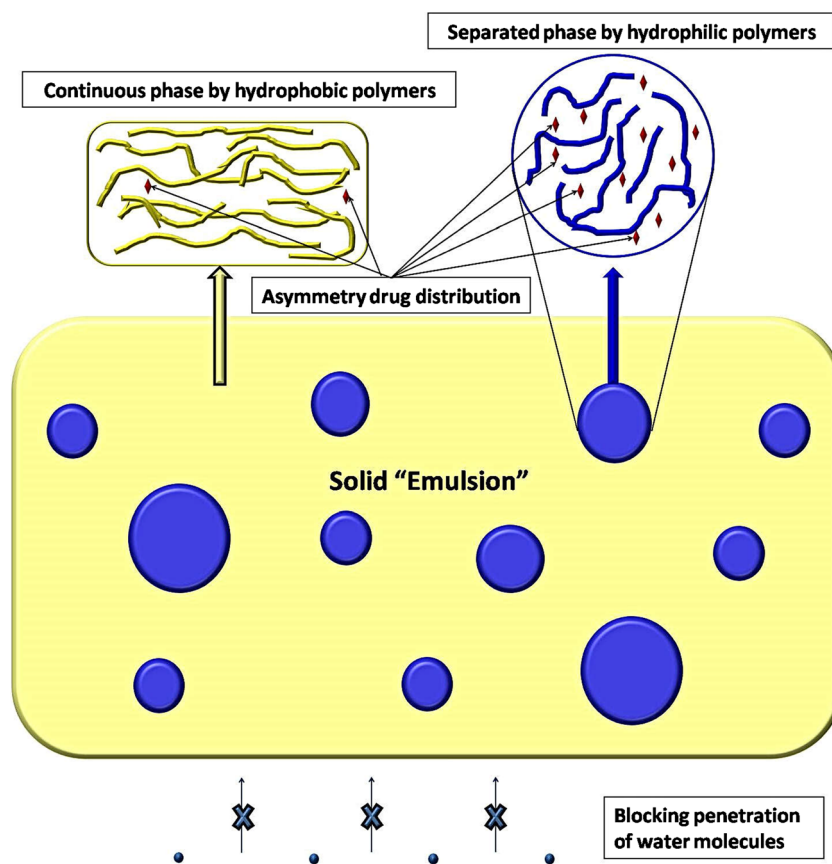 Separated phase by hydrophilic polymers
Continuous phase by hydrophobic polymers
Asymmetry drug distribution
Solid “Emulsion”
Blocking penetration
of water molecules